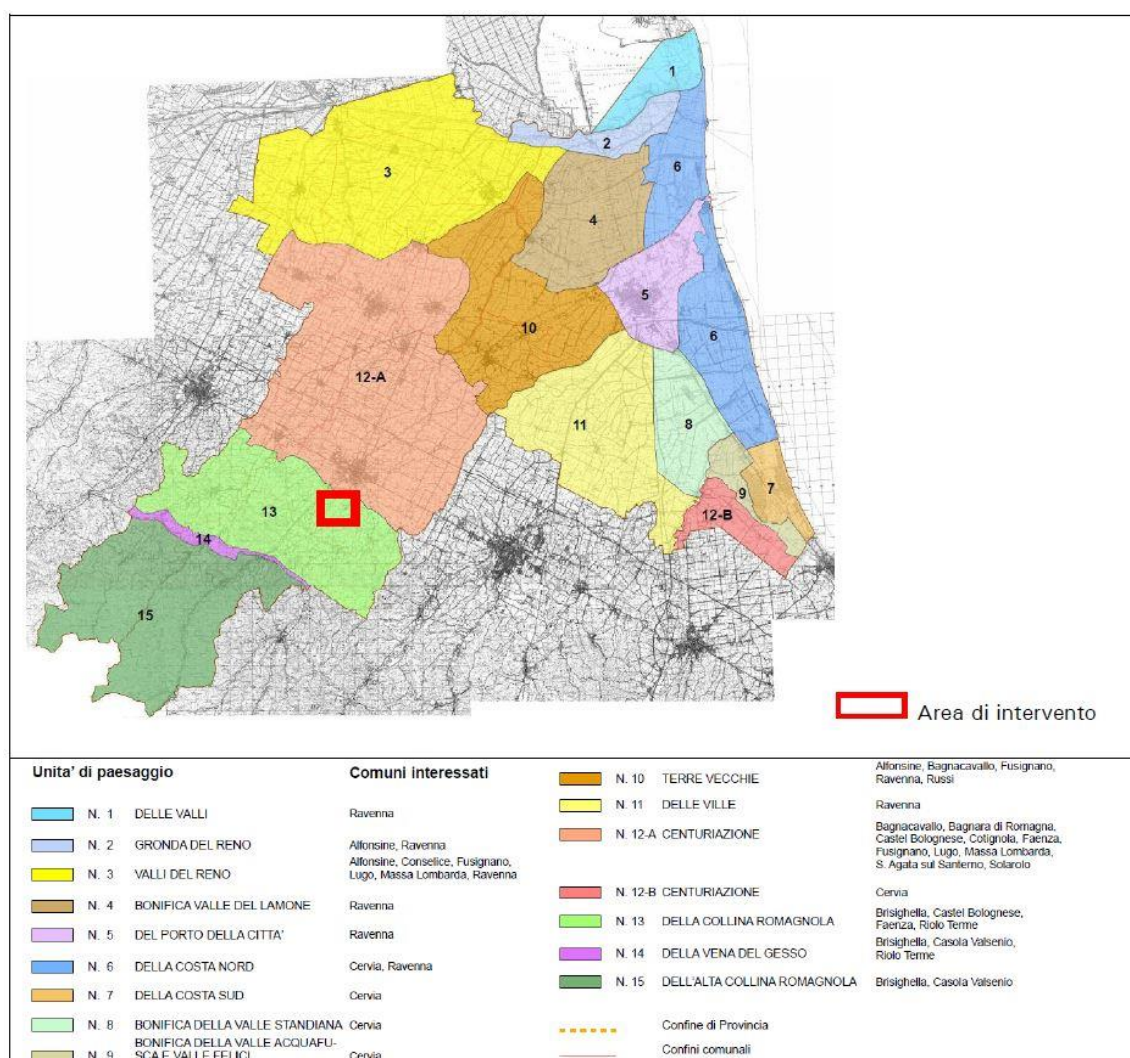 1
2
6
3
4
5
10
6
12-A
11
8
7
9
12-B
13
14
15
Area di intervento
Unita' di paesaggio Comuni interessati
N. 1 DELLE VALLI Ravenna
N. 2 GRONDA DEL RENO Alfonsine, Ravenna
N. 3 VALLI DEL RENO Alfonsine, Conselice, Fusignano,
Lugo, Massa Lombarda, Ravenna
N. 4 BONIFICA VALLE DEL LAMONE Ravenna
N. 5 DEL PORTO DELLA CITTA' Ravenna
N. 6 DELLA COSTA NORD Cervia, Ravenna
N. 7 DELLA COSTA SUD Cervia
N. 8 BONIFICA DELLA VALLE STANDIANA Cervia
BONIFICA DELLA VALLE ACQUAFU-
N. 9 SCA E VALLE FELICI Cervia
N. 10 TERRE VECCHIE Alfonsine, Bagnacavallo, Fusignano,
Ravenna, Russi
N. 11 DELLE VILLE Ravenna
N. 12-A CENTURIAZIONE Bagnacavallo, Bagnara di Romagna,
Castel Bolognese, Cotignola, Faenza,
Fusignano, Lugo, Massa Lombarda,
S. Agata sul Santerno, Solarolo
N. 12-B CENTURIAZIONE Cervia
N. 13 DELLA COLLINA ROMAGNOLA Brisighella, Castel Bolognese,
Faenza, Riolo Terme
N. 14 DELLA VENA DEL GESSO Brisighella, Casola Valsenio,
Riolo Terme
N. 15 DELL'ALTA COLLINA ROMAGNOLA Brisighella, Casola Valsenio
Confine di Provincia
Confini comunali